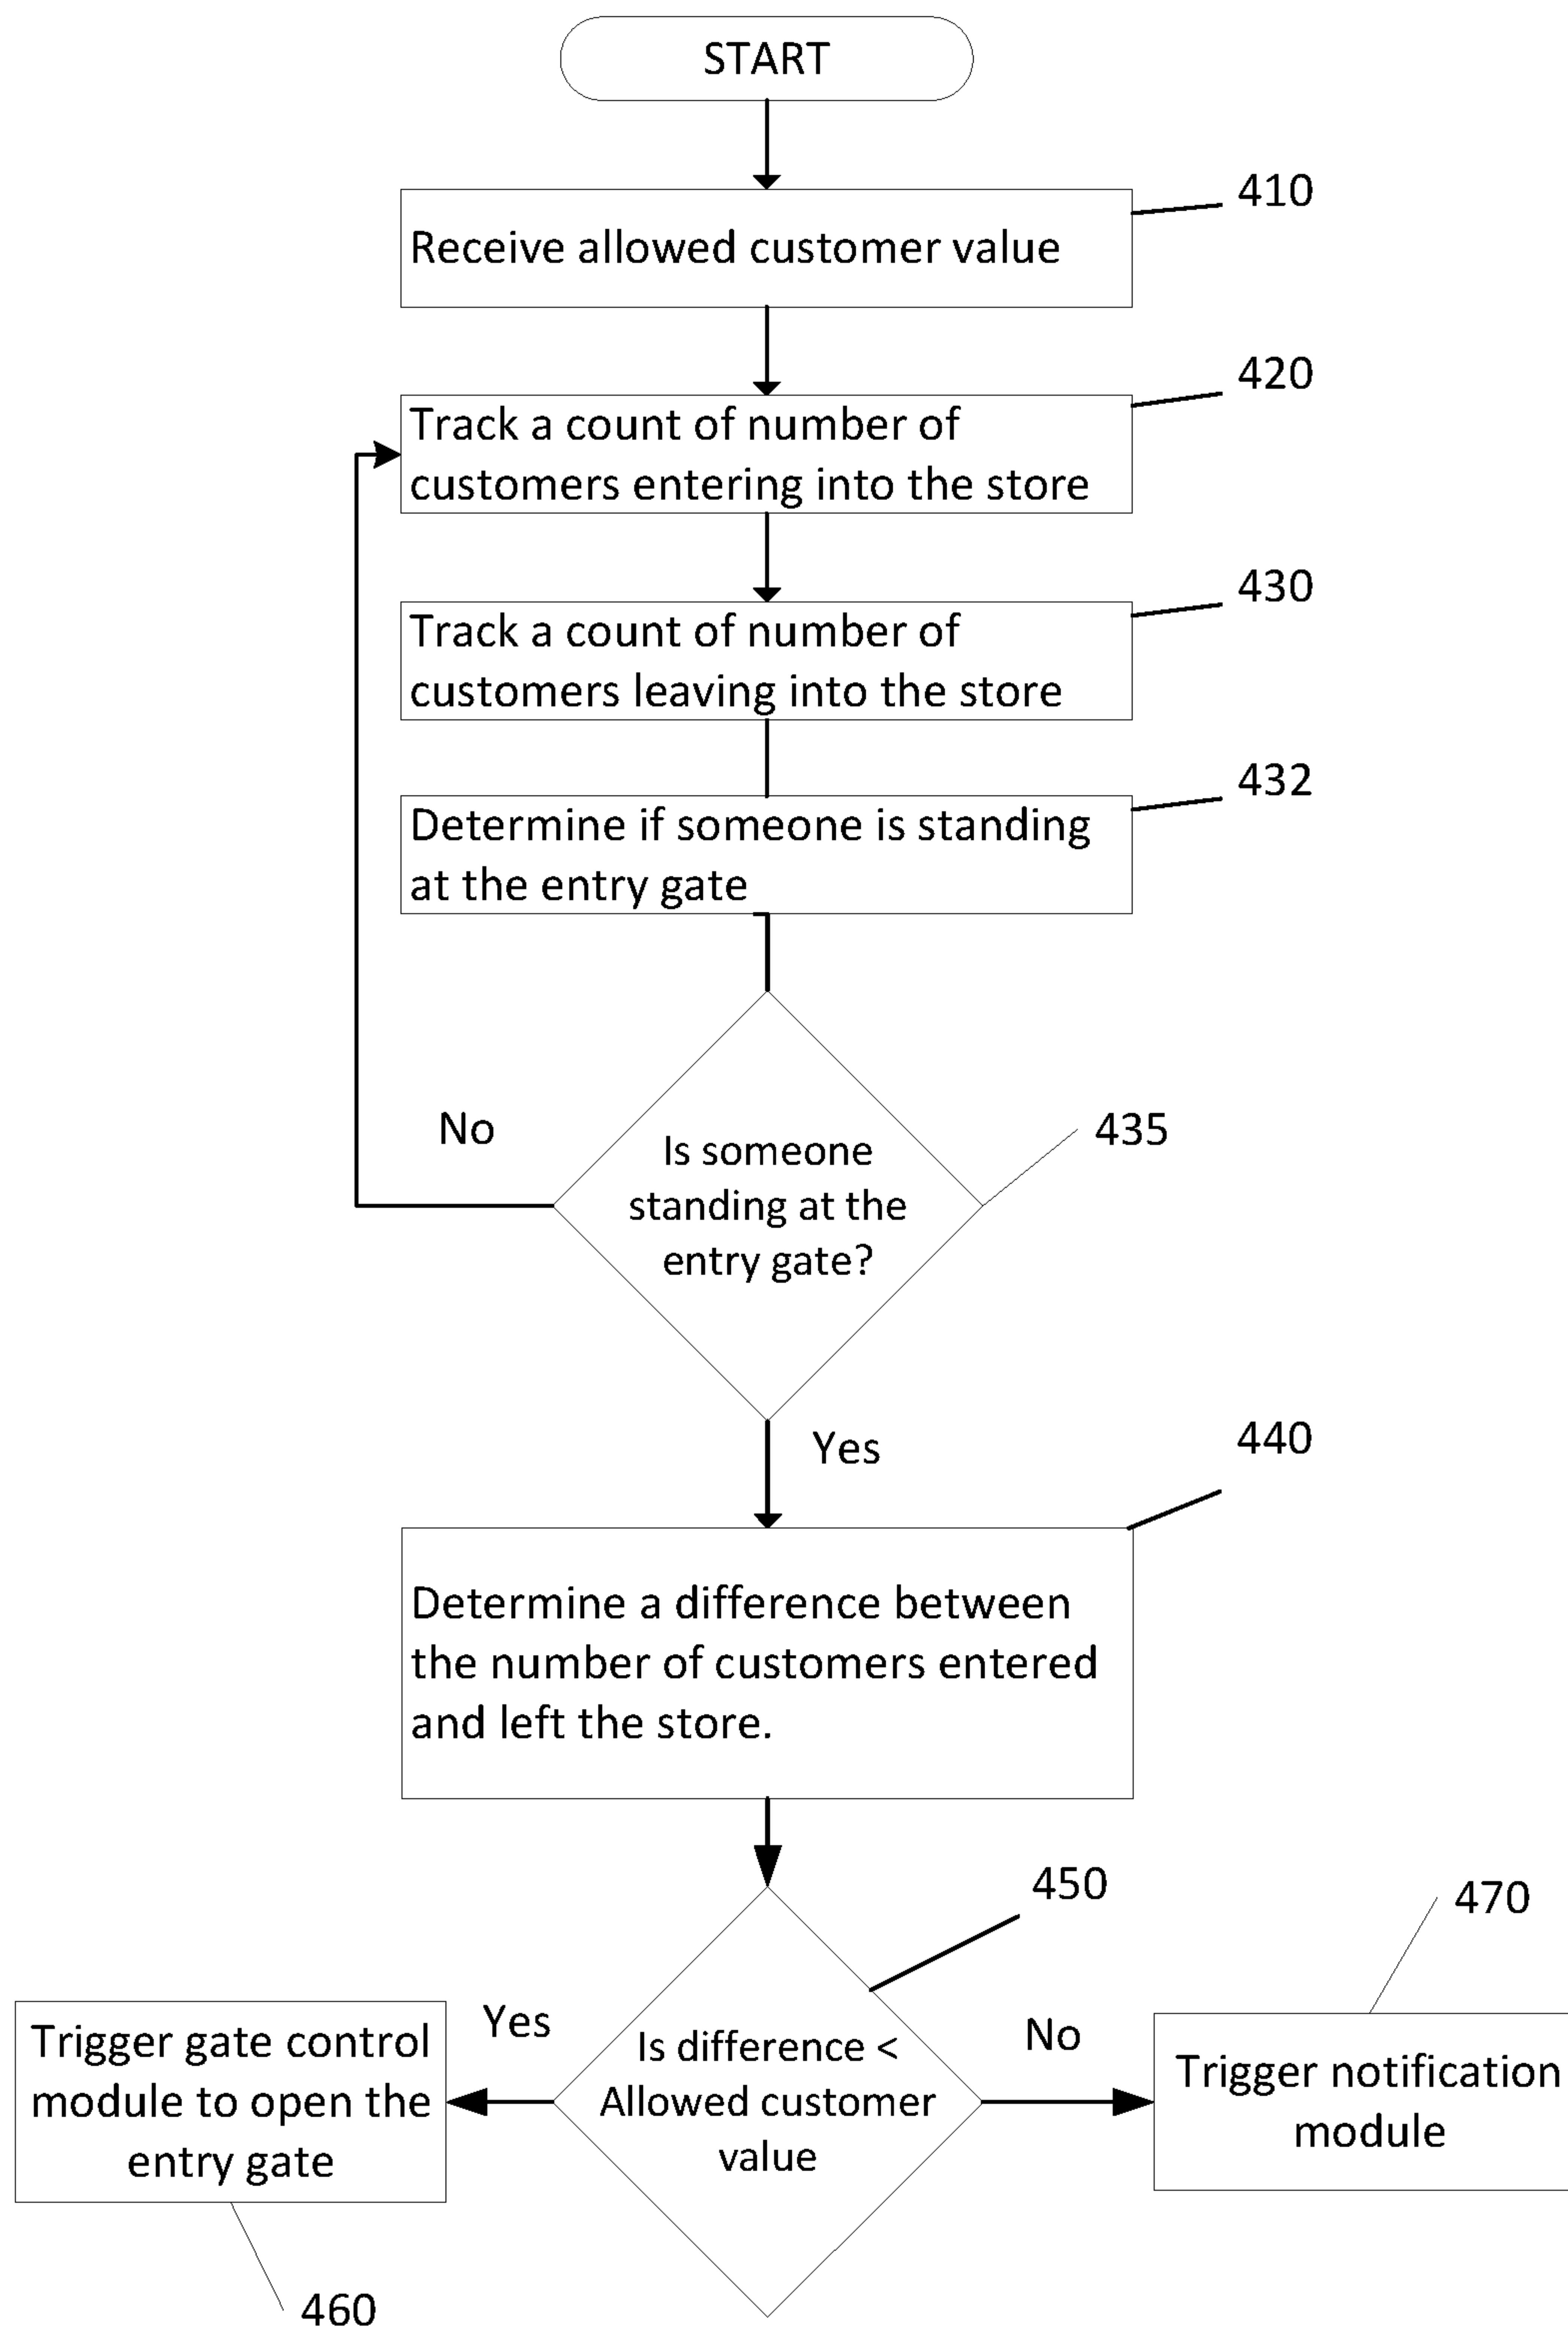 START
410
Receive allowed customer value
420
Track a count of number of
customers entering into the store
430
Track a count of number of
customers leaving into the store
432
Determine if someone is standing
at the entry gate
No
435
Is someone
standing at the
entry gate?
Yes
440
Determine a difference between
the number of customers entered
and left the store.
450
470
Yes
No
Trigger gate control
module to open the
entry gate
Is difference <
Allowed customer
value
Trigger notification
module
460